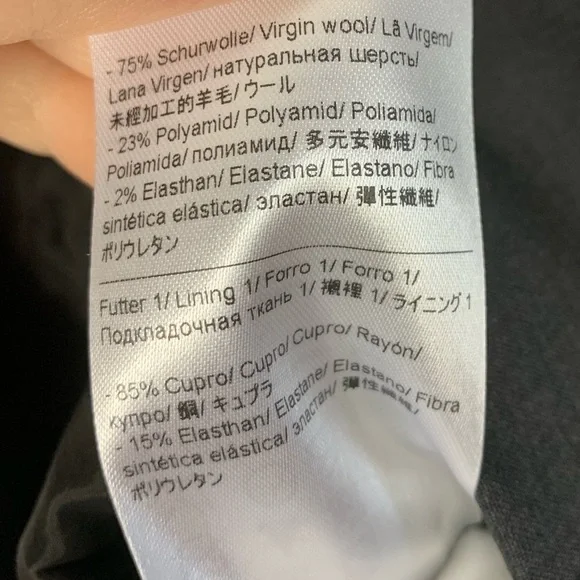 - 75% Schurwolle/ Virgin wool/ Lã Virgem/
Lana Virgen/ натуральная шерсть/
未經加工的羊毛/ ウール
- 23% Polyamid/ Polyamid/ Poliamida/
Poliamida/ полиамид/ 多元安纖維/ ナイロン
- 2% Elasthan/ Elastane/ Elastano/ Fibra
sintética elástica/ эластан/ 彈性纖維/
ポリウレタン
Futter 1/ Lining 1/ Forro 1/ Forro 1/
Подкладочная ткань 1/ 襯裡 1/ ライニング 1
- 85% Cupro/ Cupro/ Cupro/ Rayón/
купро/ 銅/ キュプラ
- 15% Elasthan/ Elastane/ Elastano/ Fibra
sintética elástica/ эластан/ 彈性纖維/
ポリウレタン